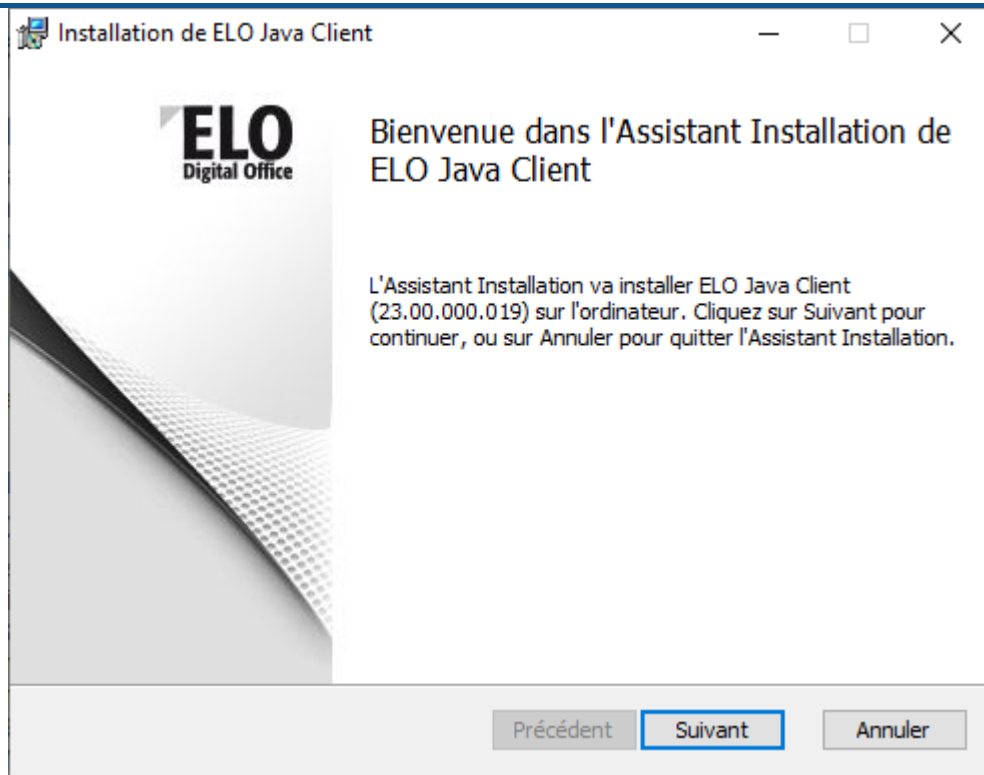 Installation de ELO Java Client
ELO
Digital Office
Bienvenue dans l'Assistant Installation de
ELO Java Client
L'Assistant Installation va installer ELO Java Client
(23.00.000.019) sur l'ordinateur. Cliquez sur Suivant pour
continuer, ou sur Annuler pour quitter l'Assistant Installation.
Précédent Suivant Annuler